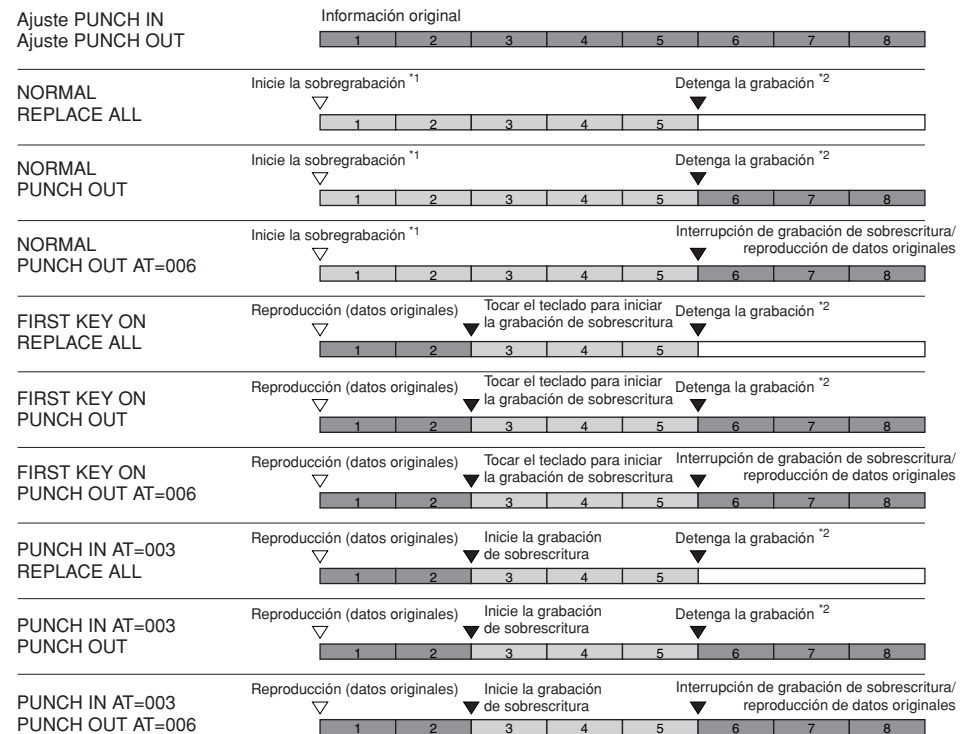 Ajuste PUNCH IN
Ajuste PUNCH OUT
Información original
1 2 3 4 5 6 7 8
NORMAL
REPLACE ALL
Inicie la sobregrabación *1
Detenga la grabación *2
1 2 3 4 5
NORMAL
PUNCH OUT
Inicie la sobregrabación *1
Detenga la grabación *2
1 2 3 4 5 6 7 8
NORMAL
PUNCH OUT AT=006
Inicie la sobregrabación *1
Interrupción de grabación de sobrescritura/
reproducción de datos originales
1 2 3 4 5 6 7 8
FIRST KEY ON
REPLACE ALL
Reproducción (datos originales)
Tocar el teclado para iniciar
la grabación de sobrescritura
Detenga la grabación *2
1 2 3 4 5
FIRST KEY ON
PUNCH OUT
Reproducción (datos originales)
Tocar el teclado para iniciar
la grabación de sobrescritura
Detenga la grabación *2
1 2 3 4 5 6 7 8
FIRST KEY ON
PUNCH OUT AT=006
Reproducción (datos originales)
Tocar el teclado para iniciar
la grabación de sobrescritura
Interrupción de grabación de sobrescritura/
reproducción de datos originales
1 2 3 4 5 6 7 8
PUNCH IN AT=003
REPLACE ALL
Reproducción (datos originales)
Inicie la grabación
de sobrescritura
Detenga la grabación *2
1 2 3 4 5
PUNCH IN AT=003
PUNCH OUT
Reproducción (datos originales)
Inicie la grabación
de sobrescritura
Detenga la grabación *2
1 2 3 4 5 6 7 8
PUNCH IN AT=003
PUNCH OUT AT=006
Reproducción (datos originales)
Inicie la grabación
de sobrescritura
Interrupción de grabación de sobrescritura/
reproducción de datos originales
1 2 3 4 5 6 7 8